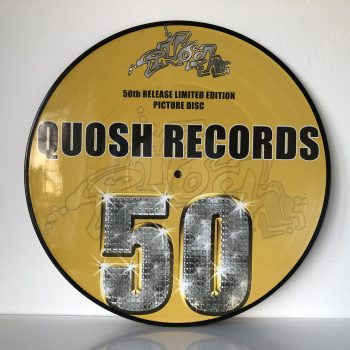 50th RELEASE LIMITED EDITION
PICTURE DISC
QUOSH RECORDS
50